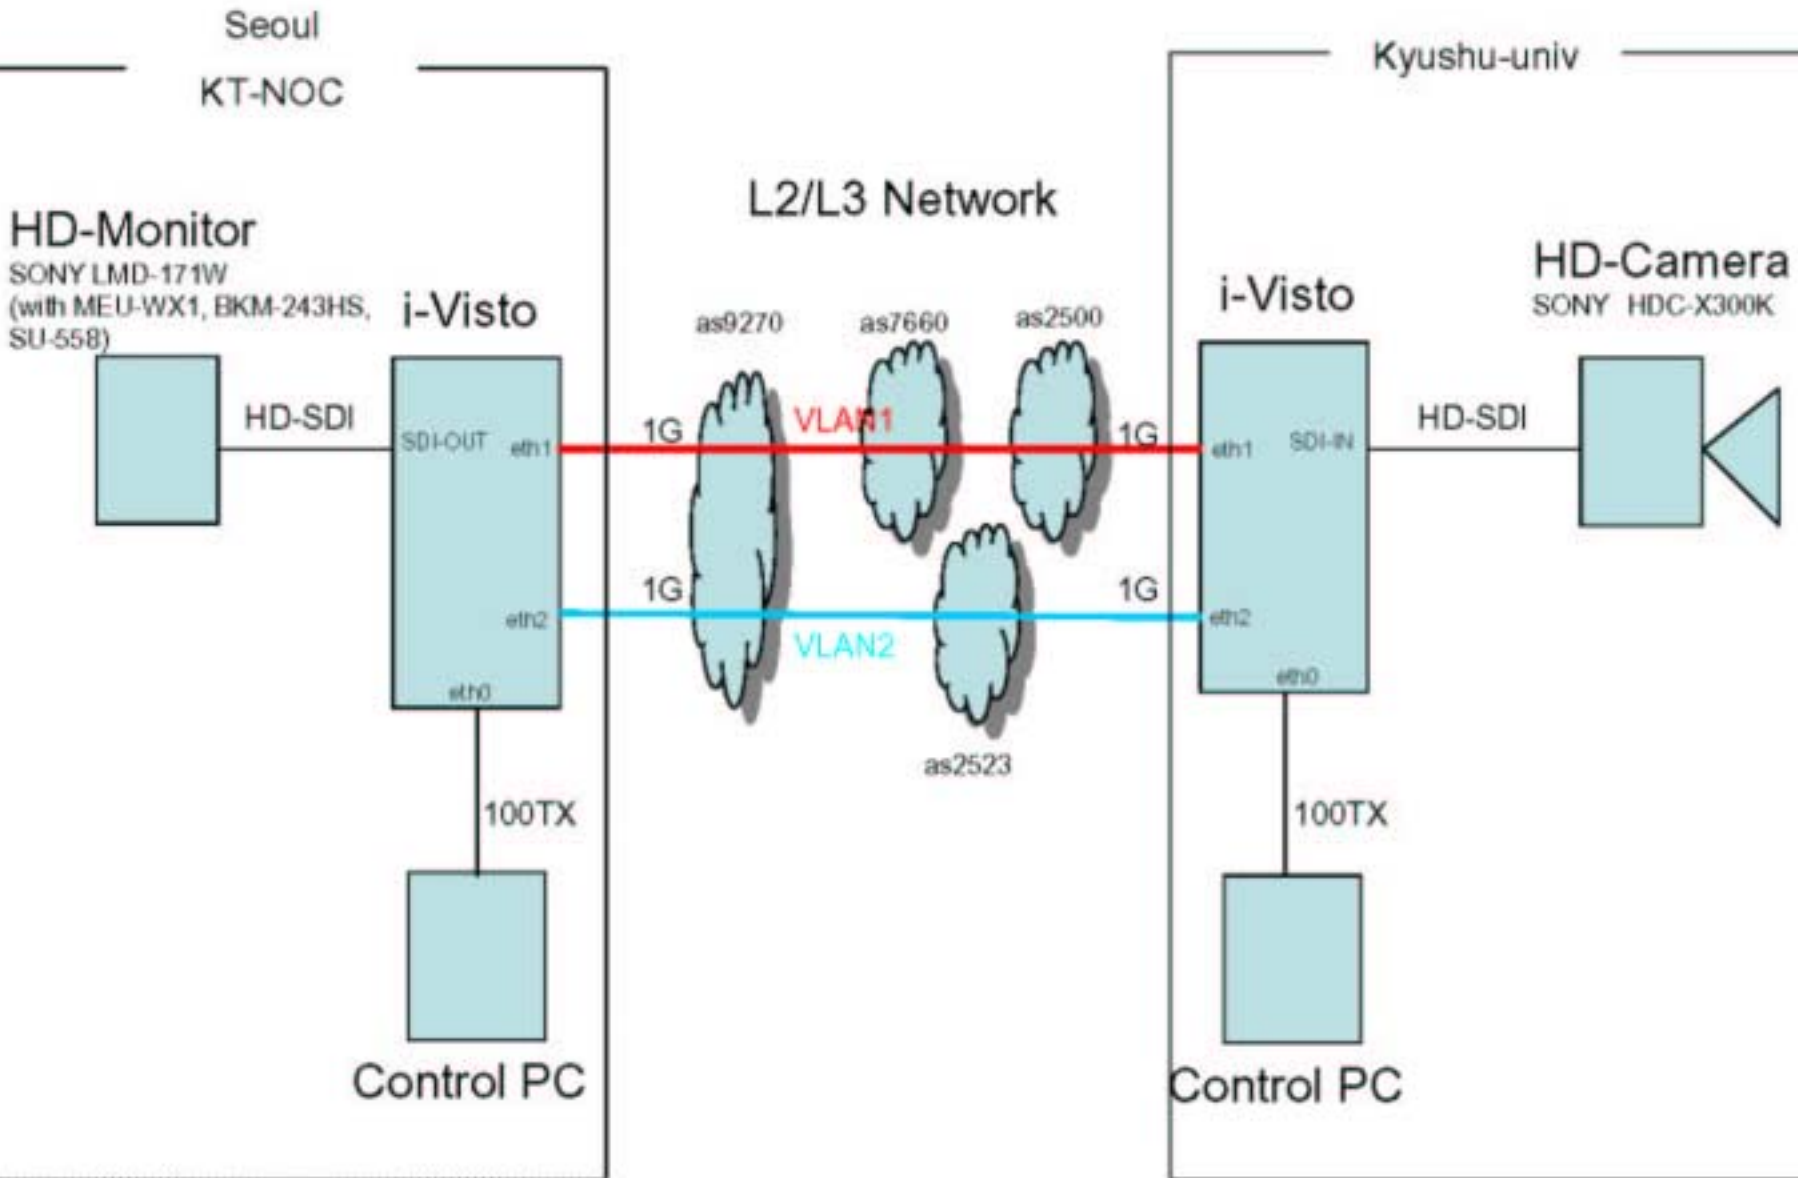 Seoul
KT-NOC
Kyushu-univ
L2/L3 Network
HD-Monitor
SONY LMD-171W
(with MEU-WX1, BKM-243HS,
SU-558)
i-Visto
as9270
as7660
as2500
i-Visto
HD-Camera
SONY HDC-X300K
HD-SDI
SDI-OUT
eth1
1G
VLAN1
1G
eth1
SDI-IN
HD-SDI
eth2
1G
VLAN2
1G
eth2
eth0
eth0
as2523
100TX
100TX
Control PC
Control PC